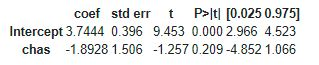 coef std err t P>|t| [0.025 0.975]
Intercept 3.7444 0.396 9.453 0.000 2.966 4.523
chas -1.8928 1.506 -1.257 0.209 -4.852 1.066